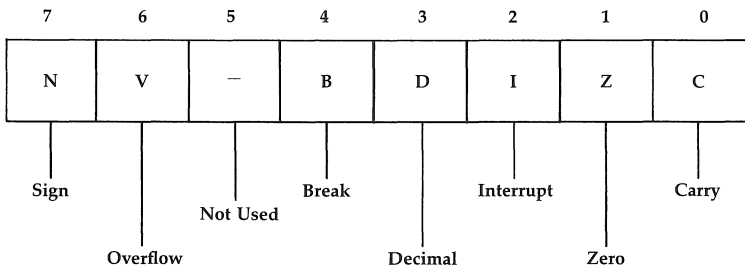 7 6 5 4 3 2 1 0
N V — B D I Z C
Sign Break Interrupt Carry
Not Used
Overflow Decimal Zero